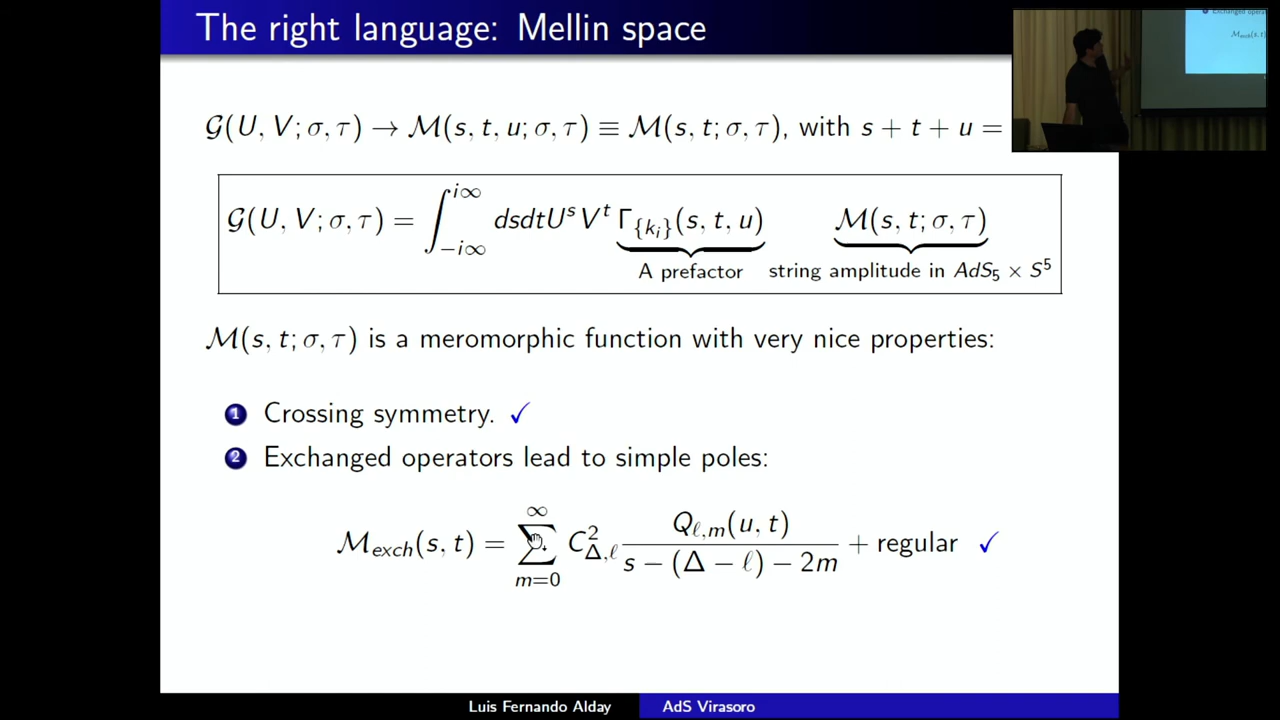 The right language: Mellin space
𝒢(U, V; σ, τ) → ℳ(s, t, u; σ, τ) ≡ ℳ(s, t; σ, τ), with s + t + u =
𝒢(U, V; σ, τ) = ∫_{-i∞}^{i∞} dsdtU^s V^t Γ_{{k_i}}(s, t, u) ℳ(s, t; σ, τ)
A prefactor string amplitude in AdS_5 × S^5
ℳ(s, t; σ, τ) is a meromorphic function with very nice properties:
1 Crossing symmetry. ✓
2 Exchanged operators lead to simple poles:
ℳ_{exch}(s, t) = ∑_{m=0}^{∞} C^2_{Δ,ℓ} \frac{Q_{ℓ,m}(u, t)}{s − (Δ − ℓ) − 2m} + regular ✓
Luis Fernando Alday AdS Virasoro